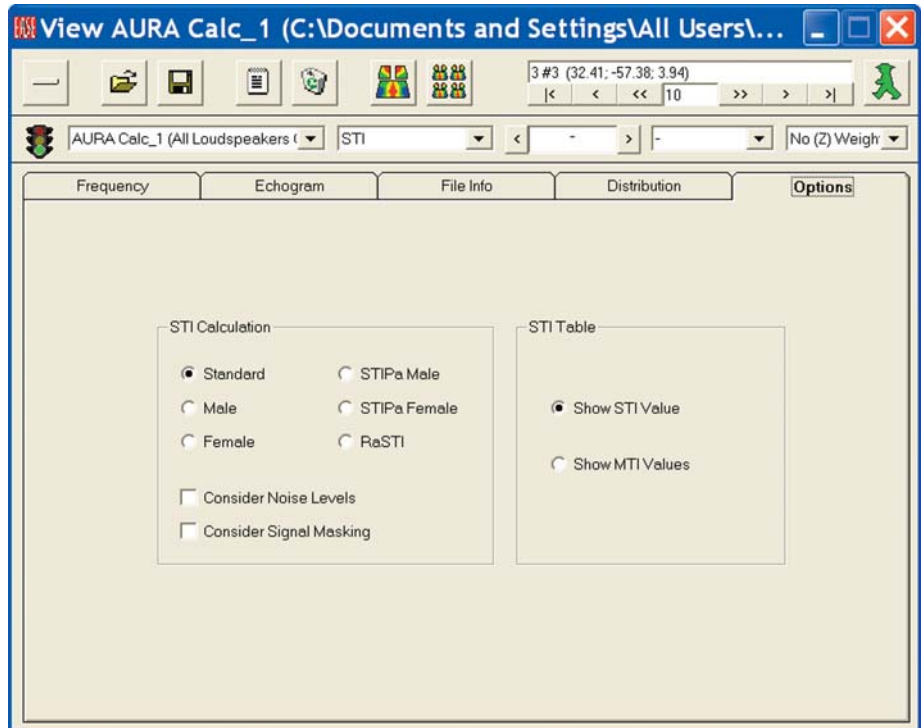 EASE View AURA Calc_1 (C:\Documents and Settings\All Users\...
3 #3 (32.41; -57.38; 3.94)
|< < << 10 >> > >|
AURA Calc_1 (All Loudspeakers ( STI < - > - No (Z) Weigh
Frequency Echogram File Info Distribution Options
STI Calculation
Standard STIPa Male
Male STIPa Female
Female RaSTI
Consider Noise Levels
Consider Signal Masking
STI Table
Show STI Value
Show MTI Values